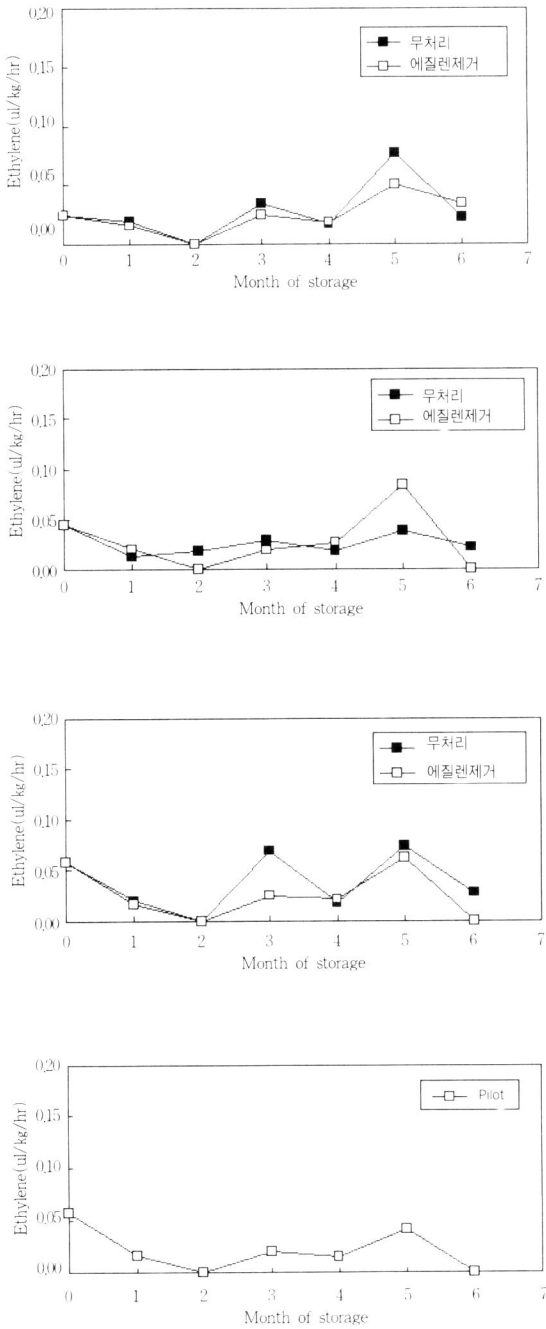 0.20
0.15
0.10
0.05
0.00
Ethylene(ul/kg/hr)
무처리
에질렌제거
0 1 2 3 4 5 6 7
Month of storage
0.20
0.15
0.10
0.05
0.00
Ethylene(ul/kg/hr)
무처리
에질렌제거
0 1 2 3 4 5 6 7
Month of storage
0.20
0.15
0.10
0.05
0.00
Ethylene(ul/kg/hr)
무처리
에질렌제거
0 1 2 3 4 5 6 7
Month of storage
0.20
0.15
0.10
0.05
0.00
Ethylene(ul/kg/hr)
Pilot
0 1 2 3 4 5 6 7
Month of storage